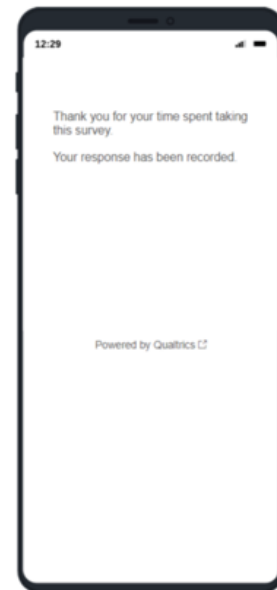 12:29
Thank you for your time spent taking
this survey.
Your response has been recorded.
Powered by Qualtrics